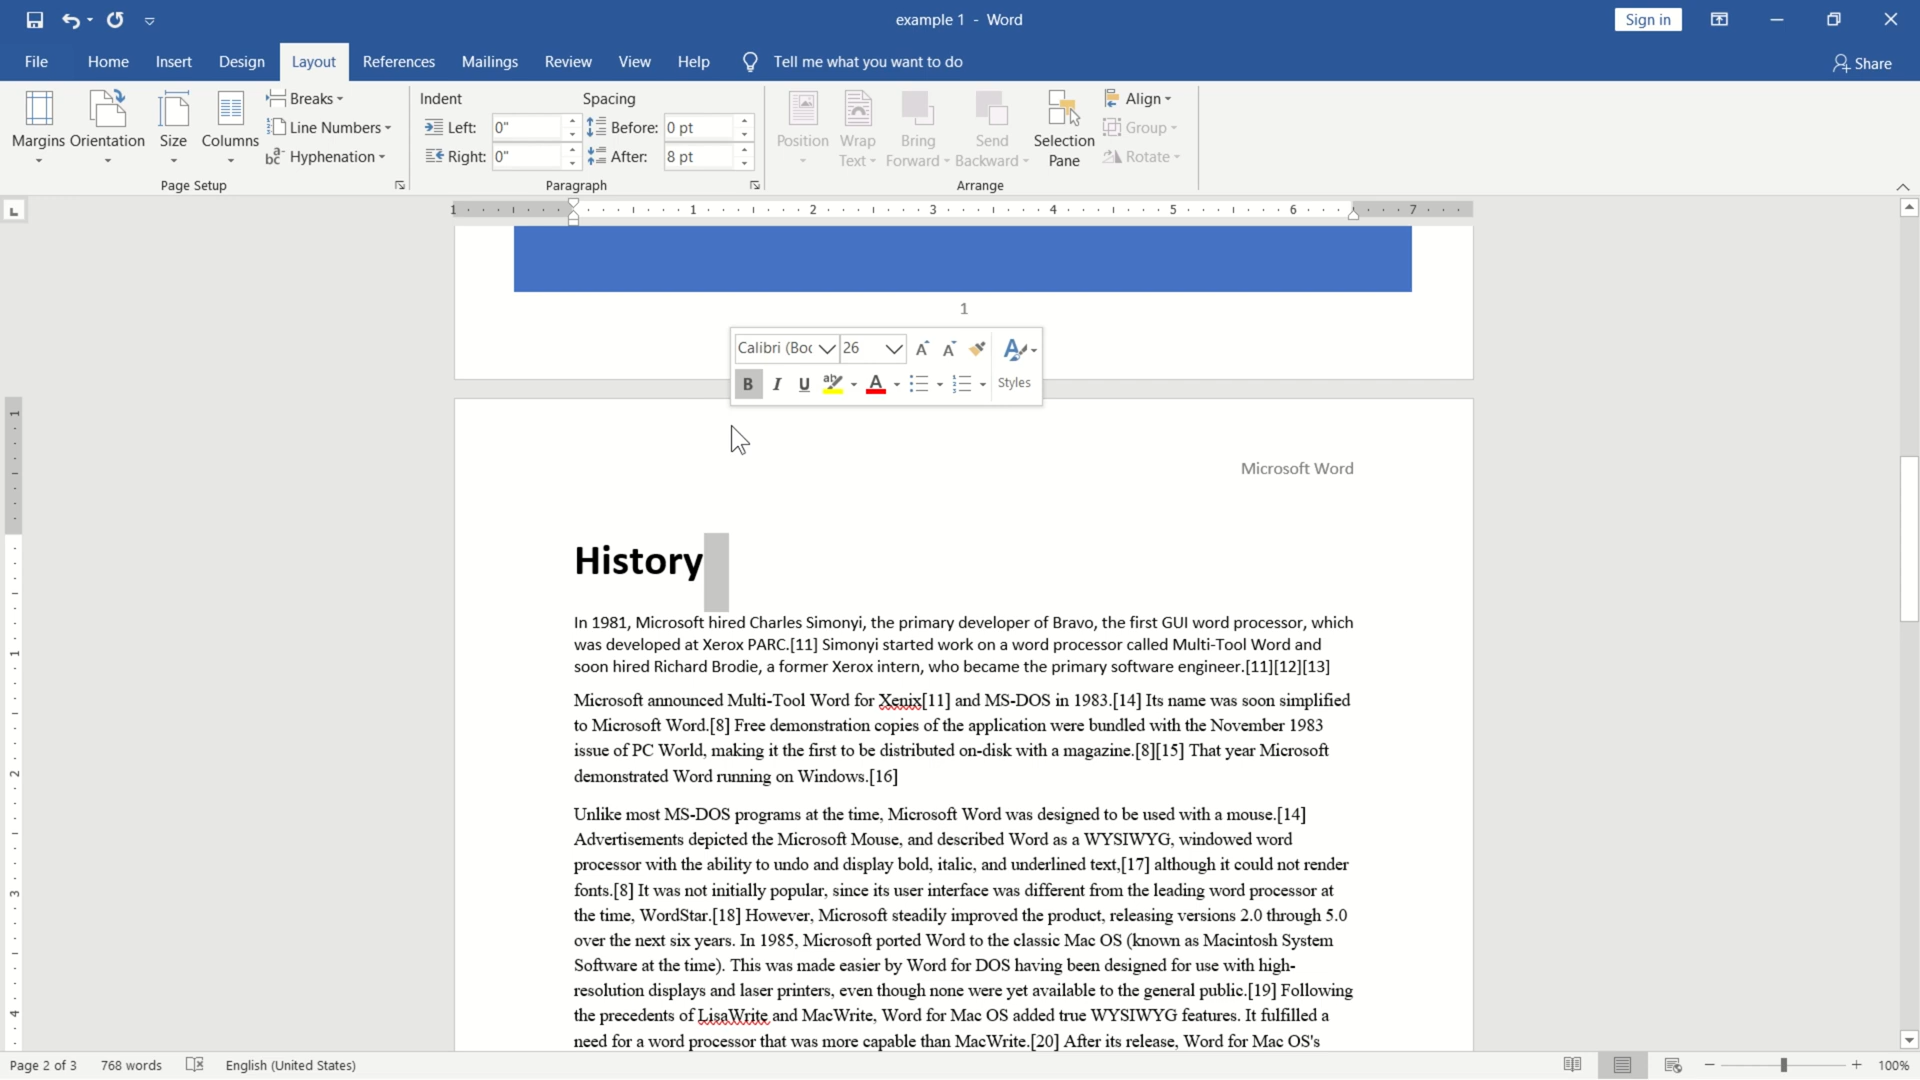 example 1 - Word
Sign in
File Home Insert Design Layout References Mailings Review View Help Tell me what you want to do
Share
Margins Orientation Size Columns
Breaks
Line Numbers
Hyphenation
Page Setup
Indent
Left: 0"
Right: 0"
Spacing
Before: 0 pt
After: 8 pt
Paragraph
Position
Wrap Text
Bring Forward
Send Backward
Selection Pane
Align
Group
Rotate
Arrange
1 1 2 3 4 5 6 7
1
Calibri (Boc 26
B I U ab A Styles
Microsoft Word
History
In 1981, Microsoft hired Charles Simonyi, the primary developer of Bravo, the first GUI word processor, which
was developed at Xerox PARC.[11] Simonyi started work on a word processor called Multi-Tool Word and
soon hired Richard Brodie, a former Xerox intern, who became the primary software engineer.[11][12][13]
Microsoft announced Multi-Tool Word for Xenix[11] and MS-DOS in 1983.[14] Its name was soon simplified
to Microsoft Word.[8] Free demonstration copies of the application were bundled with the November 1983
issue of PC World, making it the first to be distributed on-disk with a magazine.[8][15] That year Microsoft
demonstrated Word running on Windows.[16]
Unlike most MS-DOS programs at the time, Microsoft Word was designed to be used with a mouse.[14]
Advertisements depicted the Microsoft Mouse, and described Word as a WYSIWYG, windowed word
processor with the ability to undo and display bold, italic, and underlined text,[17] although it could not render
fonts.[8] It was not initially popular, since its user interface was different from the leading word processor at
the time, WordStar.[18] However, Microsoft steadily improved the product, releasing versions 2.0 through 5.0
over the next six years. In 1985, Microsoft ported Word to the classic Mac OS (known as Macintosh System
Software at the time). This was made easier by Word for DOS having been designed for use with high-
resolution displays and laser printers, even though none were yet available to the general public.[19] Following
the precedents of LisaWrite and MacWrite, Word for Mac OS added true WYSIWYG features. It fulfilled a
need for a word processor that was more capable than MacWrite.[20] After its release, Word for Mac OS's
1
1
2
3
4
Page 2 of 3 768 words English (United States) 100%